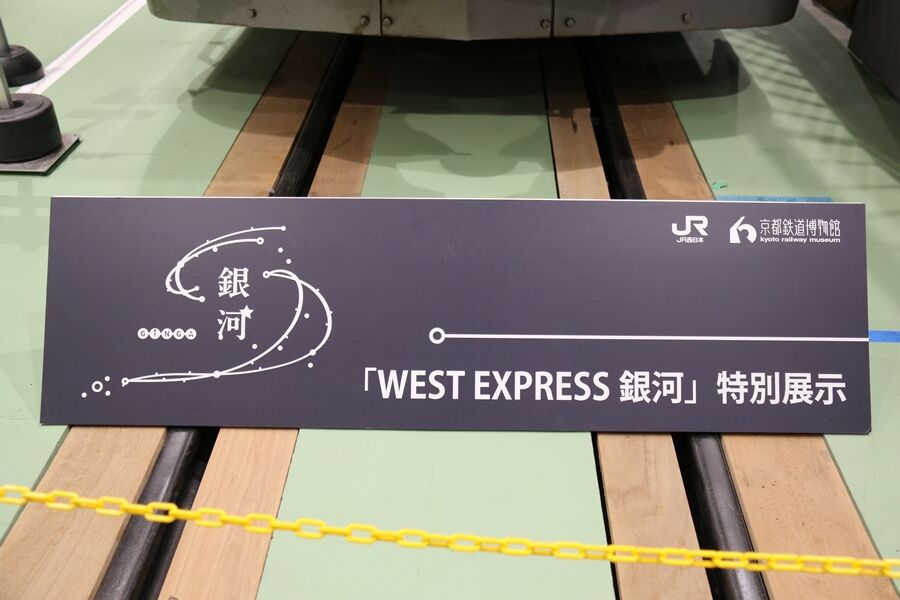 銀河
GINGA
JR
JR西日本
京都鉄道博物館
kyoto railway museum
「WEST EXPRESS 銀河」特別展示